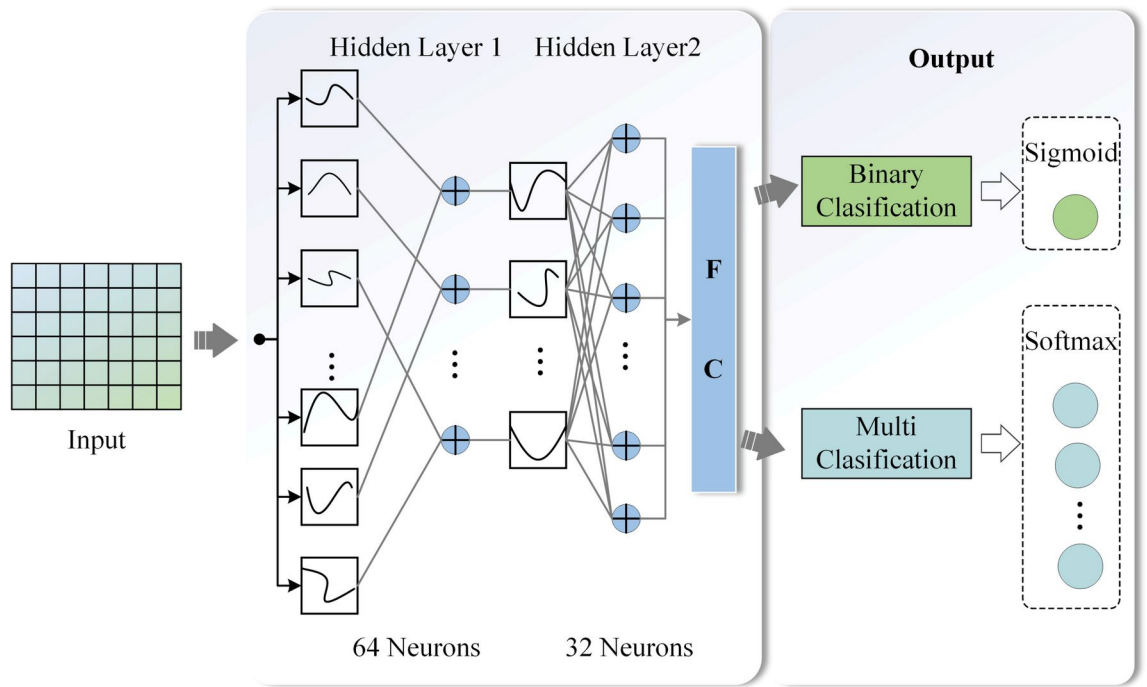 Hidden Layer 1
Hidden Layer2
Output
Input
F
C
Binary
Clasification
Sigmoid
Multi
Clasification
Softmax
64 Neurons
32 Neurons